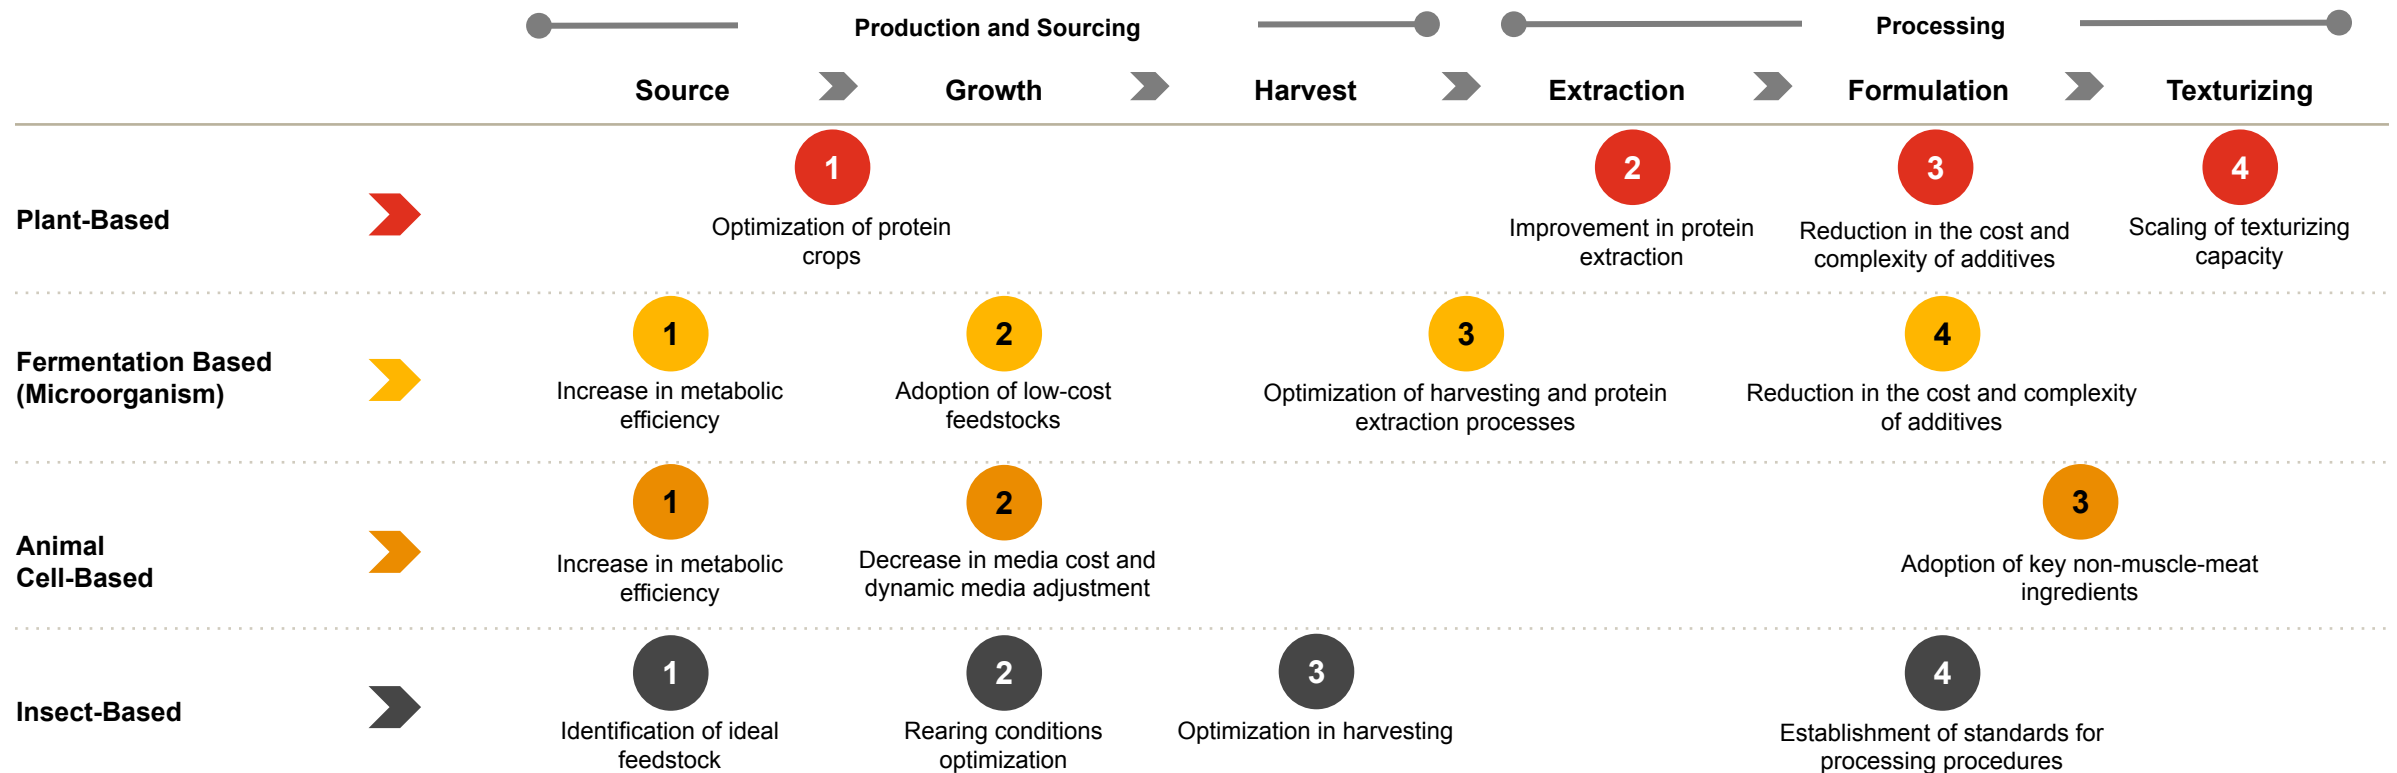 Production and Sourcing
Processing
Source
Growth
Harvest
Extraction
Formulation
Texturizing
Plant-Based
1
Optimization of protein
crops
2
Improvement in protein
extraction
3
Reduction in the cost and
complexity of additives
4
Scaling of texturizing
capacity
Fermentation Based
(Microorganism)
1
Increase in metabolic
efficiency
2
Adoption of low-cost
feedstocks
3
Optimization of harvesting and protein
extraction processes
4
Reduction in the cost and complexity
of additives
Animal
Cell-Based
1
Increase in metabolic
efficiency
2
Decrease in media cost and
dynamic media adjustment
3
Adoption of key non-muscle-meat
ingredients
Insect-Based
1
Identification of ideal
feedstock
2
Rearing conditions
optimization
3
Optimization in harvesting
4
Establishment of standards for
processing procedures